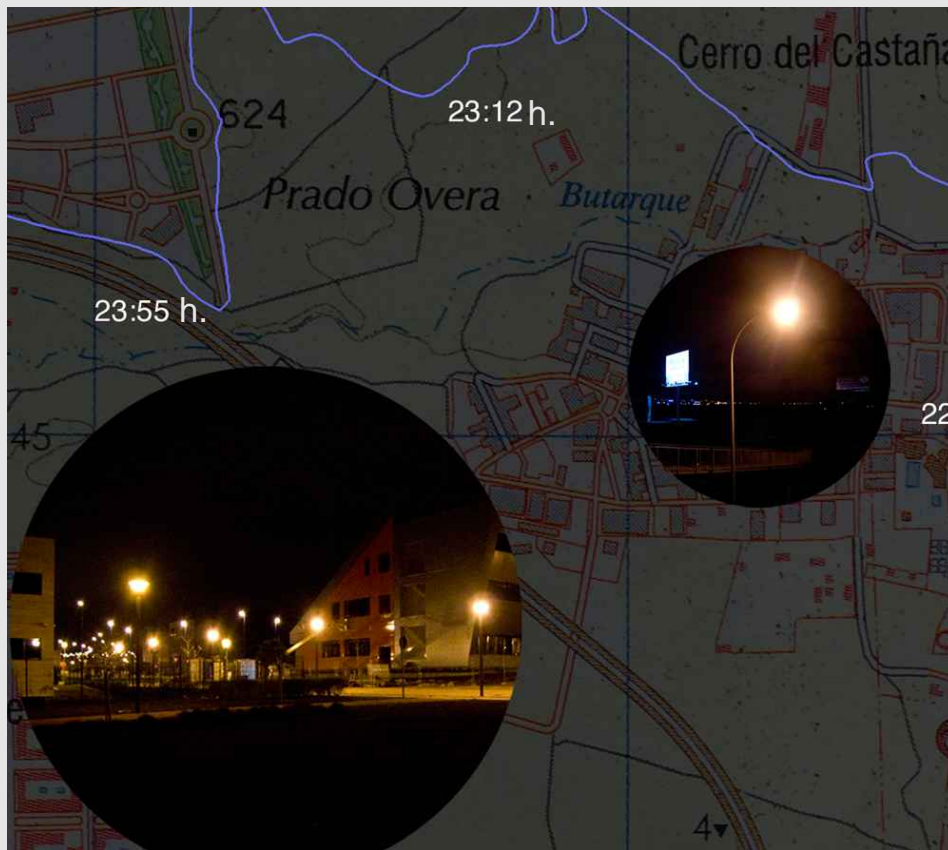 Cerro del Castaña
23:12 h.
624
Prado Overa
Butarque
23:55 h.
22
45
e
4